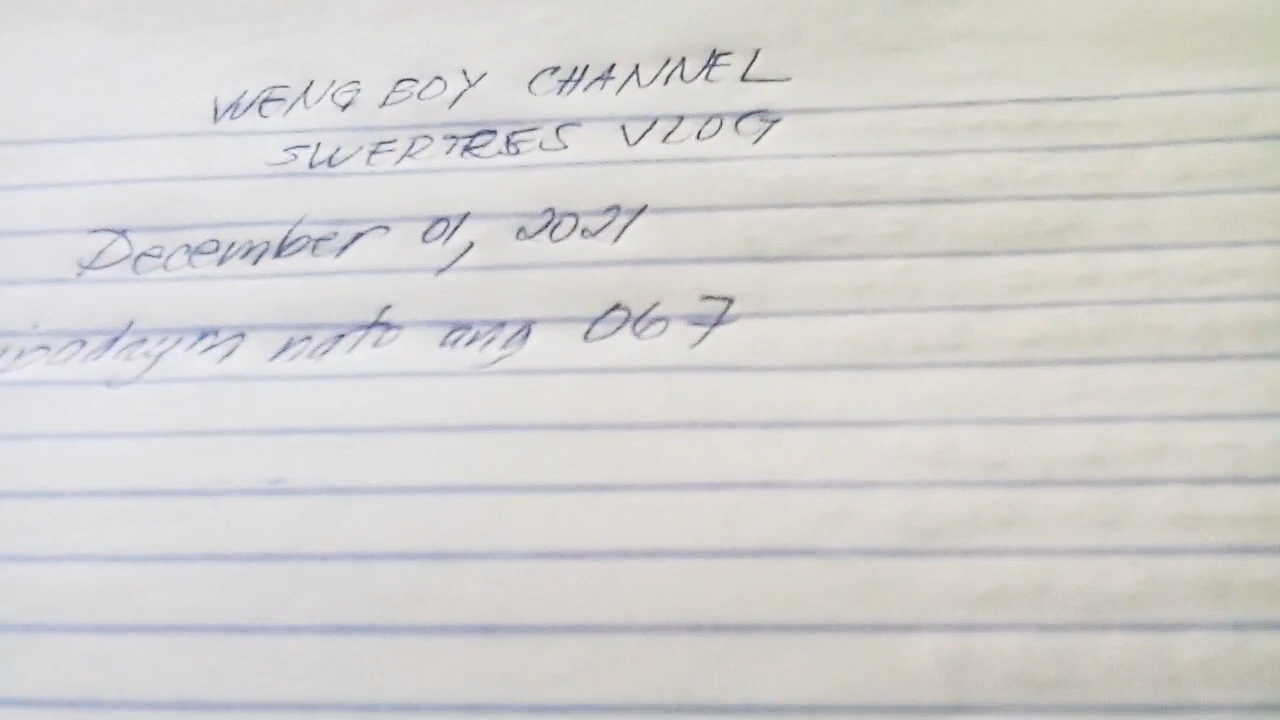 WENG BOY CHANNEL
SWERTRES VLOG
December 01, 2021
nato ang 067